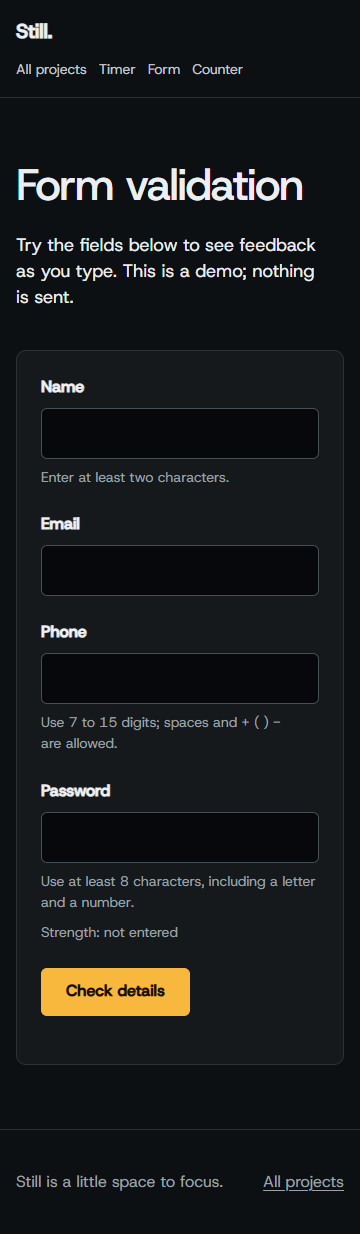 Still.
All projects Timer Form Counter
Form validation
Try the fields below to see feedback
as you type. This is a demo; nothing
is sent.
Name
Enter at least two characters.
Email
Phone
Use 7 to 15 digits; spaces and + ( ) -
are allowed.
Password
Use at least 8 characters, including a letter
and a number.
Strength: not entered
Check details
Still is a little space to focus. All projects